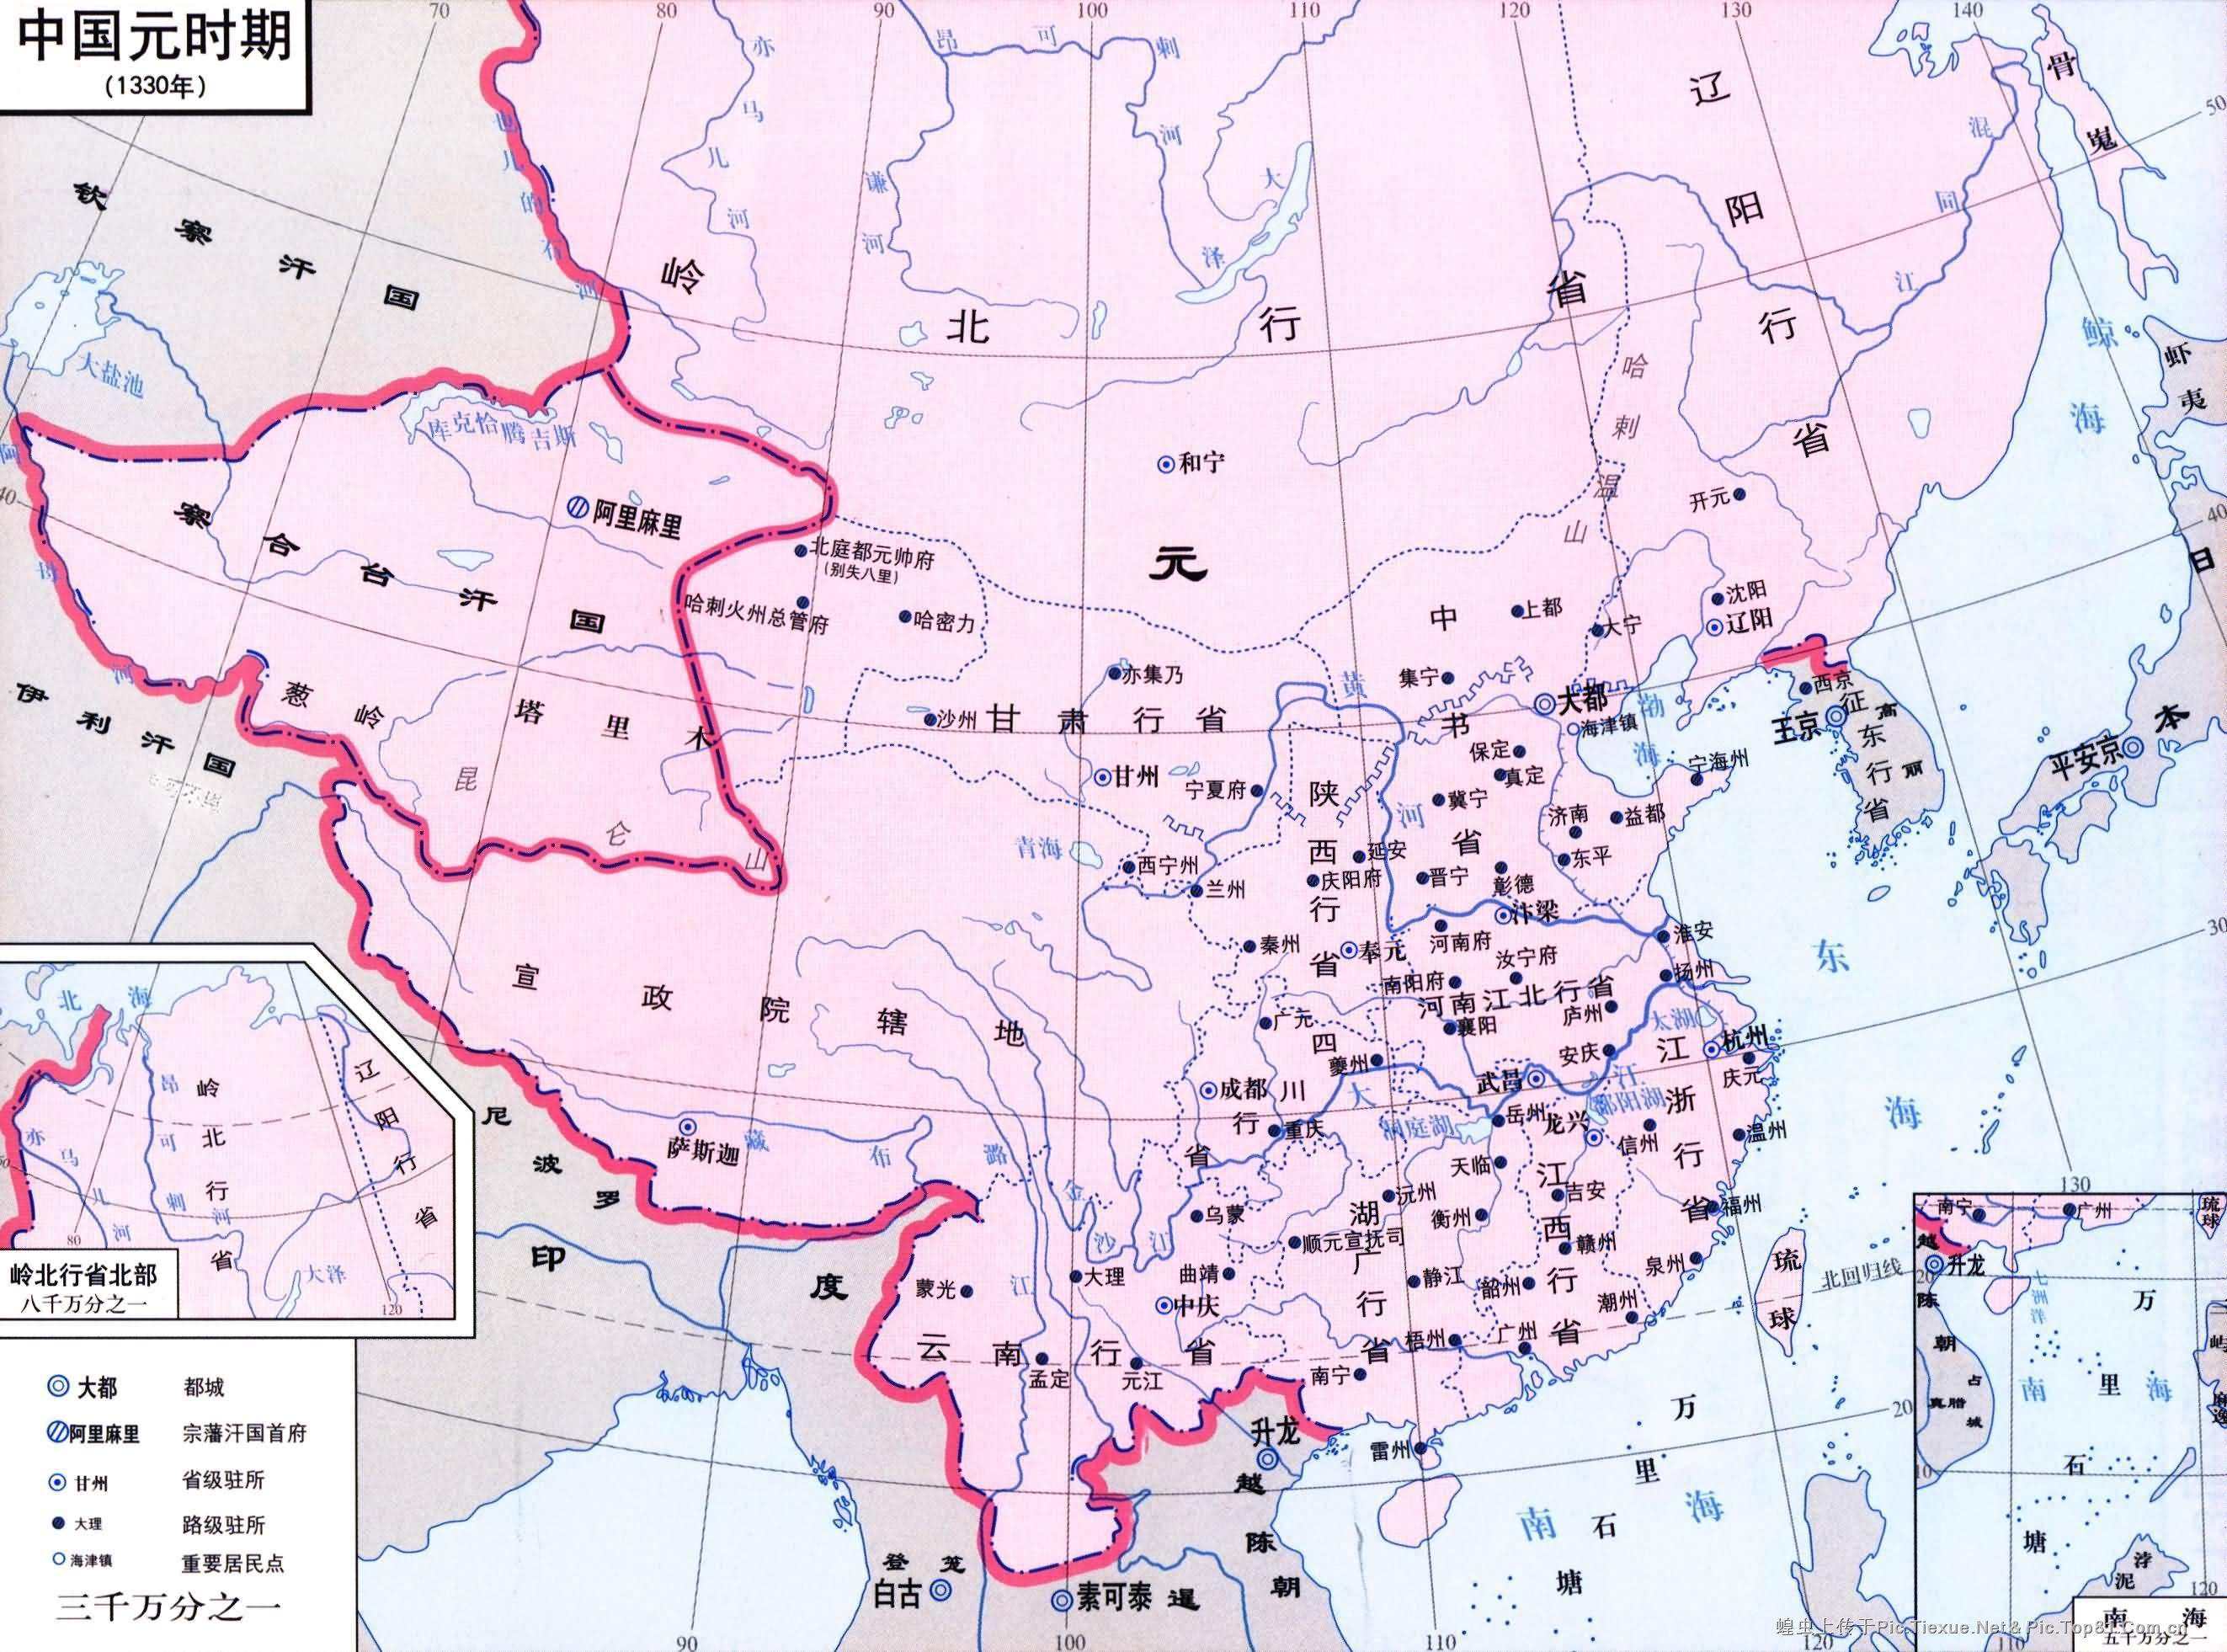 中国元时期
(1330年)
70
80
90
100
110
120
130
140
50
40
30
130
20
120
110
100
90
40
钦察汗国
大盐池
也儿的石河
亦马儿河
昂可剌河
谦河
大泽
岭北行省
辽阳行省
混同江
骨嵬
鲸海
虾夷
日本
平安京
库克恰腾吉斯
阿里麻里
察合台汗国
阿母河
伊利汗国
葱岭
塔里木
昆仑山
和宁
元
哈剌温山
北庭都元帅府
(别失八里)
哈剌火州总管府
哈密力
亦集乃
沙州
甘肃行省
甘州
宁夏府
青海
西宁州
兰州
中书省
上都
大宁
集宁
大都
海津镇
保定
真定
冀宁
济南
益都
东平
晋宁
彰德
宁海州
渤海
黄河
开元
沈阳
辽阳
西京
王京
征东行省
高丽
陕西行省
延安
庆阳府
秦州
奉元
汴梁
河南府
汝宁府
南阳府
河南江北行省
襄阳
庐州
安庆
淮安
扬州
太湖
杭州
庆元
东海
宣政院辖地
萨斯迦
藏布
潞江
金沙江
四川行省
广元
夔州
成都
重庆
大江
武昌
岳州
洞庭湖
鄱阳湖
龙兴
信州
温州
江浙行省
福州
泉州
江西行省
吉安
赣州
韶州
潮州
广州
湖广行省
天临
沅州
衡州
顺元宣抚司
静江
梧州
南宁
雷州
乌蒙
曲靖
大理
中庆
蒙光
云南行省
孟定
元江
琉球
北回归线
尼波罗
印度
升龙
越陈朝
登笼
白古
素可泰
暹
南海
万里石塘
北海
岭北行省
辽阳行省
昂可剌河
亦马儿河
大泽
80
120
岭北行省北部
八千万分之一
大都 都城
阿里麻里 宗藩汗国首府
甘州 省级驻所
大理 路级驻所
海津镇 重要居民点
三千万分之一
南宁
广州
琉球
越
升龙
陈朝
占城
真腊
七洲洋
南海
万里石塘
麻逸
浡泥
20
10
110
120
南海
五千万分之一
蝗虫上传于Pic.Tiexue.Net& Pic.Top81.Com.cn